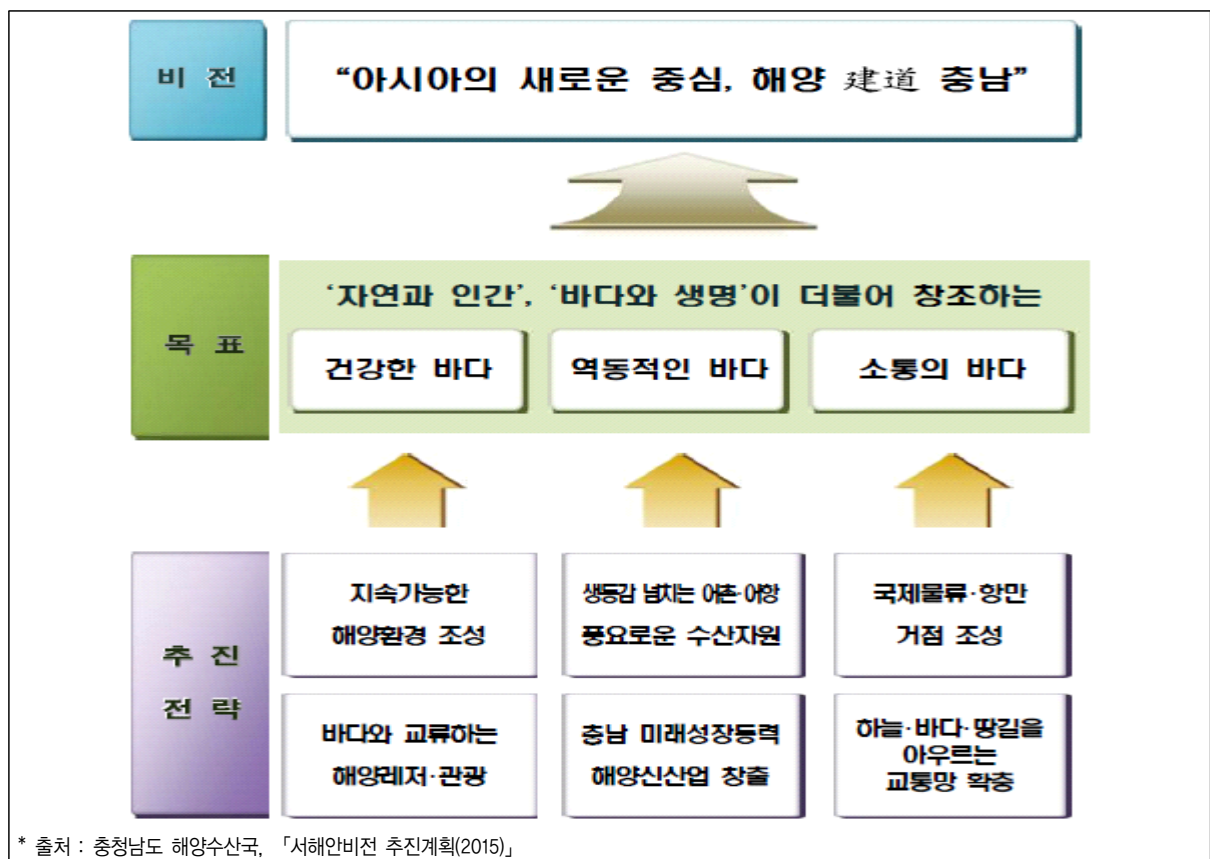 비 전
“아시아의 새로운 중심, 해양 建道 충남”
목 표
‘자연과 인간’, ‘바다와 생명’이 더불어 창조하는
건강한 바다
역동적인 바다
소통의 바다
추 진
전 략
지속가능한
해양환경 조성
생동감 넘치는 어촌·어항
풍요로운 수산자원
국제물류·항만
거점 조성
바다와 교류하는
해양레저·관광
충남 미래성장동력
해양신산업 창출
하늘·바다·땅길을
아우르는
교통망 확충
* 출처 : 충청남도 해양수산국, 「서해안비전 추진계획(2015)」